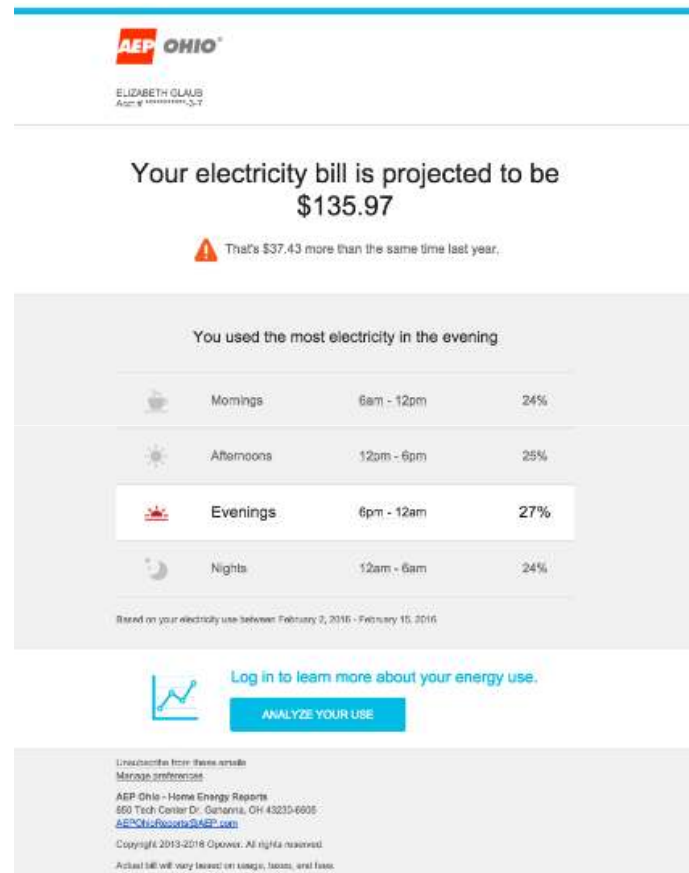 AEP OHIO®
ELIZABETH GLAUB
Acct # ***********-3-7
Your electricity bill is projected to be
$135.97
That's $37.43 more than the same time last year.
You used the most electricity in the evening
Mornings 6am - 12pm 24%
Afternoons 12pm - 6pm 25%
Evenings 6pm - 12am 27%
Nights 12am - 6am 24%
Based on your electricity use between February 2, 2016 - February 15, 2016
Log in to learn more about your energy use.
ANALYZE YOUR USE
Unsubscribe from these emails
Manage preferences
AEP Ohio - Home Energy Reports
Tech Center Dr. Gahanna, OH
AEPOhioReports@AEP.com
Copyright 2013-2016 Opower. All rights reserved.
Actual bill will vary based on usage, taxes, and fees.